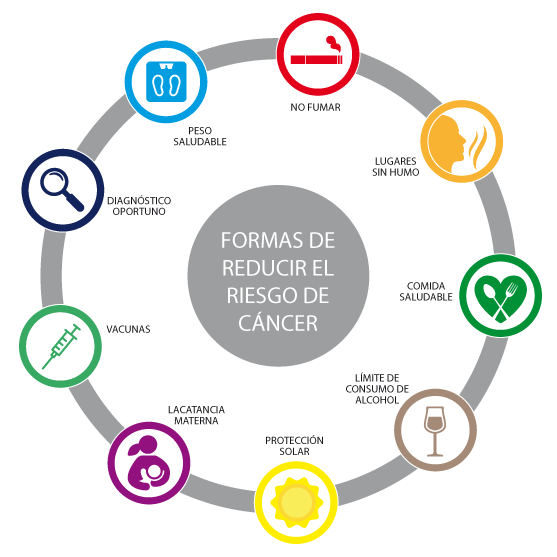 FORMAS DE
REDUCIR EL
RIESGO DE
CÁNCER
NO FUMAR
LUGARES
SIN HUMO
COMIDA
SALUDABLE
LÍMITE DE
CONSUMO DE
ALCOHOL
PROTECCIÓN
SOLAR
LACATANCIA
MATERNA
VACUNAS
DIAGNÓSTICO
OPORTUNO
PESO
SALUDABLE